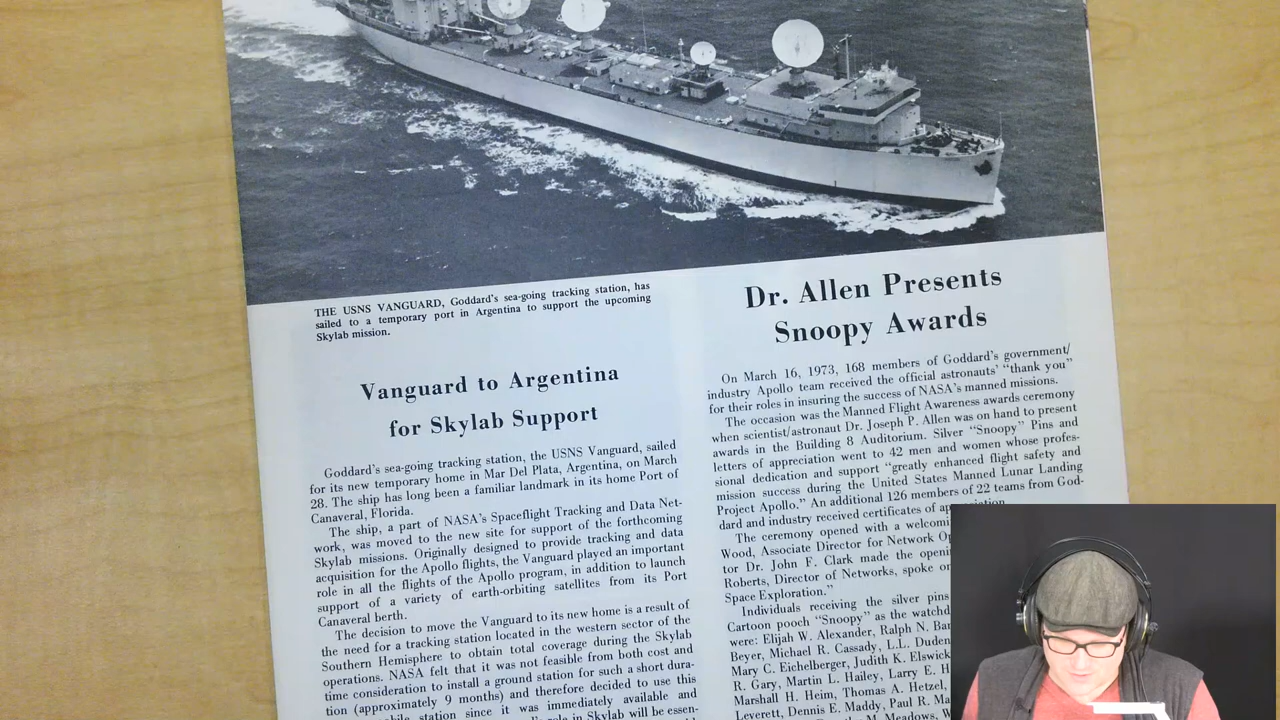 THE USNS VANGUARD, Goddard's sea-going tracking station, has
sailed to a temporary port in Argentina to support the upcoming
Skylab mission.
Vanguard to Argentina
for Skylab Support
Goddard's sea-going tracking station, the USNS Vanguard, sailed
for its new temporary home in Mar Del Plata, Argentina, on March
28. The ship has long been a familiar landmark in its home Port of
Canaveral, Florida.
The ship, a part of NASA's Spaceflight Tracking and Data Net-
work, was moved to the new site for support of the forthcoming
Skylab missions. Originally designed to provide tracking and data
acquisition for the Apollo flights, the Vanguard played an important
role in all the flights of the Apollo program, in addition to launch
support of a variety of earth-orbiting satellites from its Port
Canaveral berth.
The decision to move the Vanguard to its new home is a result of
the need for a tracking station located in the western sector of the
Southern Hemisphere to obtain total coverage during the Skylab
operations. NASA felt that it was not feasible from both cost and
time consideration to install a ground station for such a short dura-
tion (approximately 9 months) and therefore decided to use this
station since it was immediately available and
role in Skylab will be essen-
Dr. Allen Presents
Snoopy Awards
On March 16, 1973, 168 members of Goddard's government/
industry Apollo team received the official astronauts' "thank you"
for their roles in insuring the success of NASA's manned missions.
The occasion was the Manned Flight Awareness awards ceremony
when scientist/astronaut Dr. Joseph P. Allen was on hand to present
awards in the Building 8 Auditorium. Silver "Snoopy" Pins and
letters of appreciation went to 42 men and women whose profes-
sional dedication and support "greatly enhanced flight safety and
mission success during the United States Manned Lunar Landing
Project Apollo." An additional 126 members of 22 teams from God-
dard and industry received certificates of
The ceremony opened with a
Wood, Associate Director for Network
tor Dr. John F. Clark made the
Roberts, Director of Networks, spoke
Space Exploration."
Individuals receiving the silver pins
Cartoon pooch "Snoopy" as the
were: Elijah W. Alexander, Ralph N.
Beyer, Michael R. Cassady, L.L.
Mary C. Eichelberger, Judith K.
R. Gary, Martin L. Hailey, Larry E.
Marshall H. Heim, Thomas A. Hetzel,
Leverett, Dennis E. Maddy, Paul R.
M. Meadows,